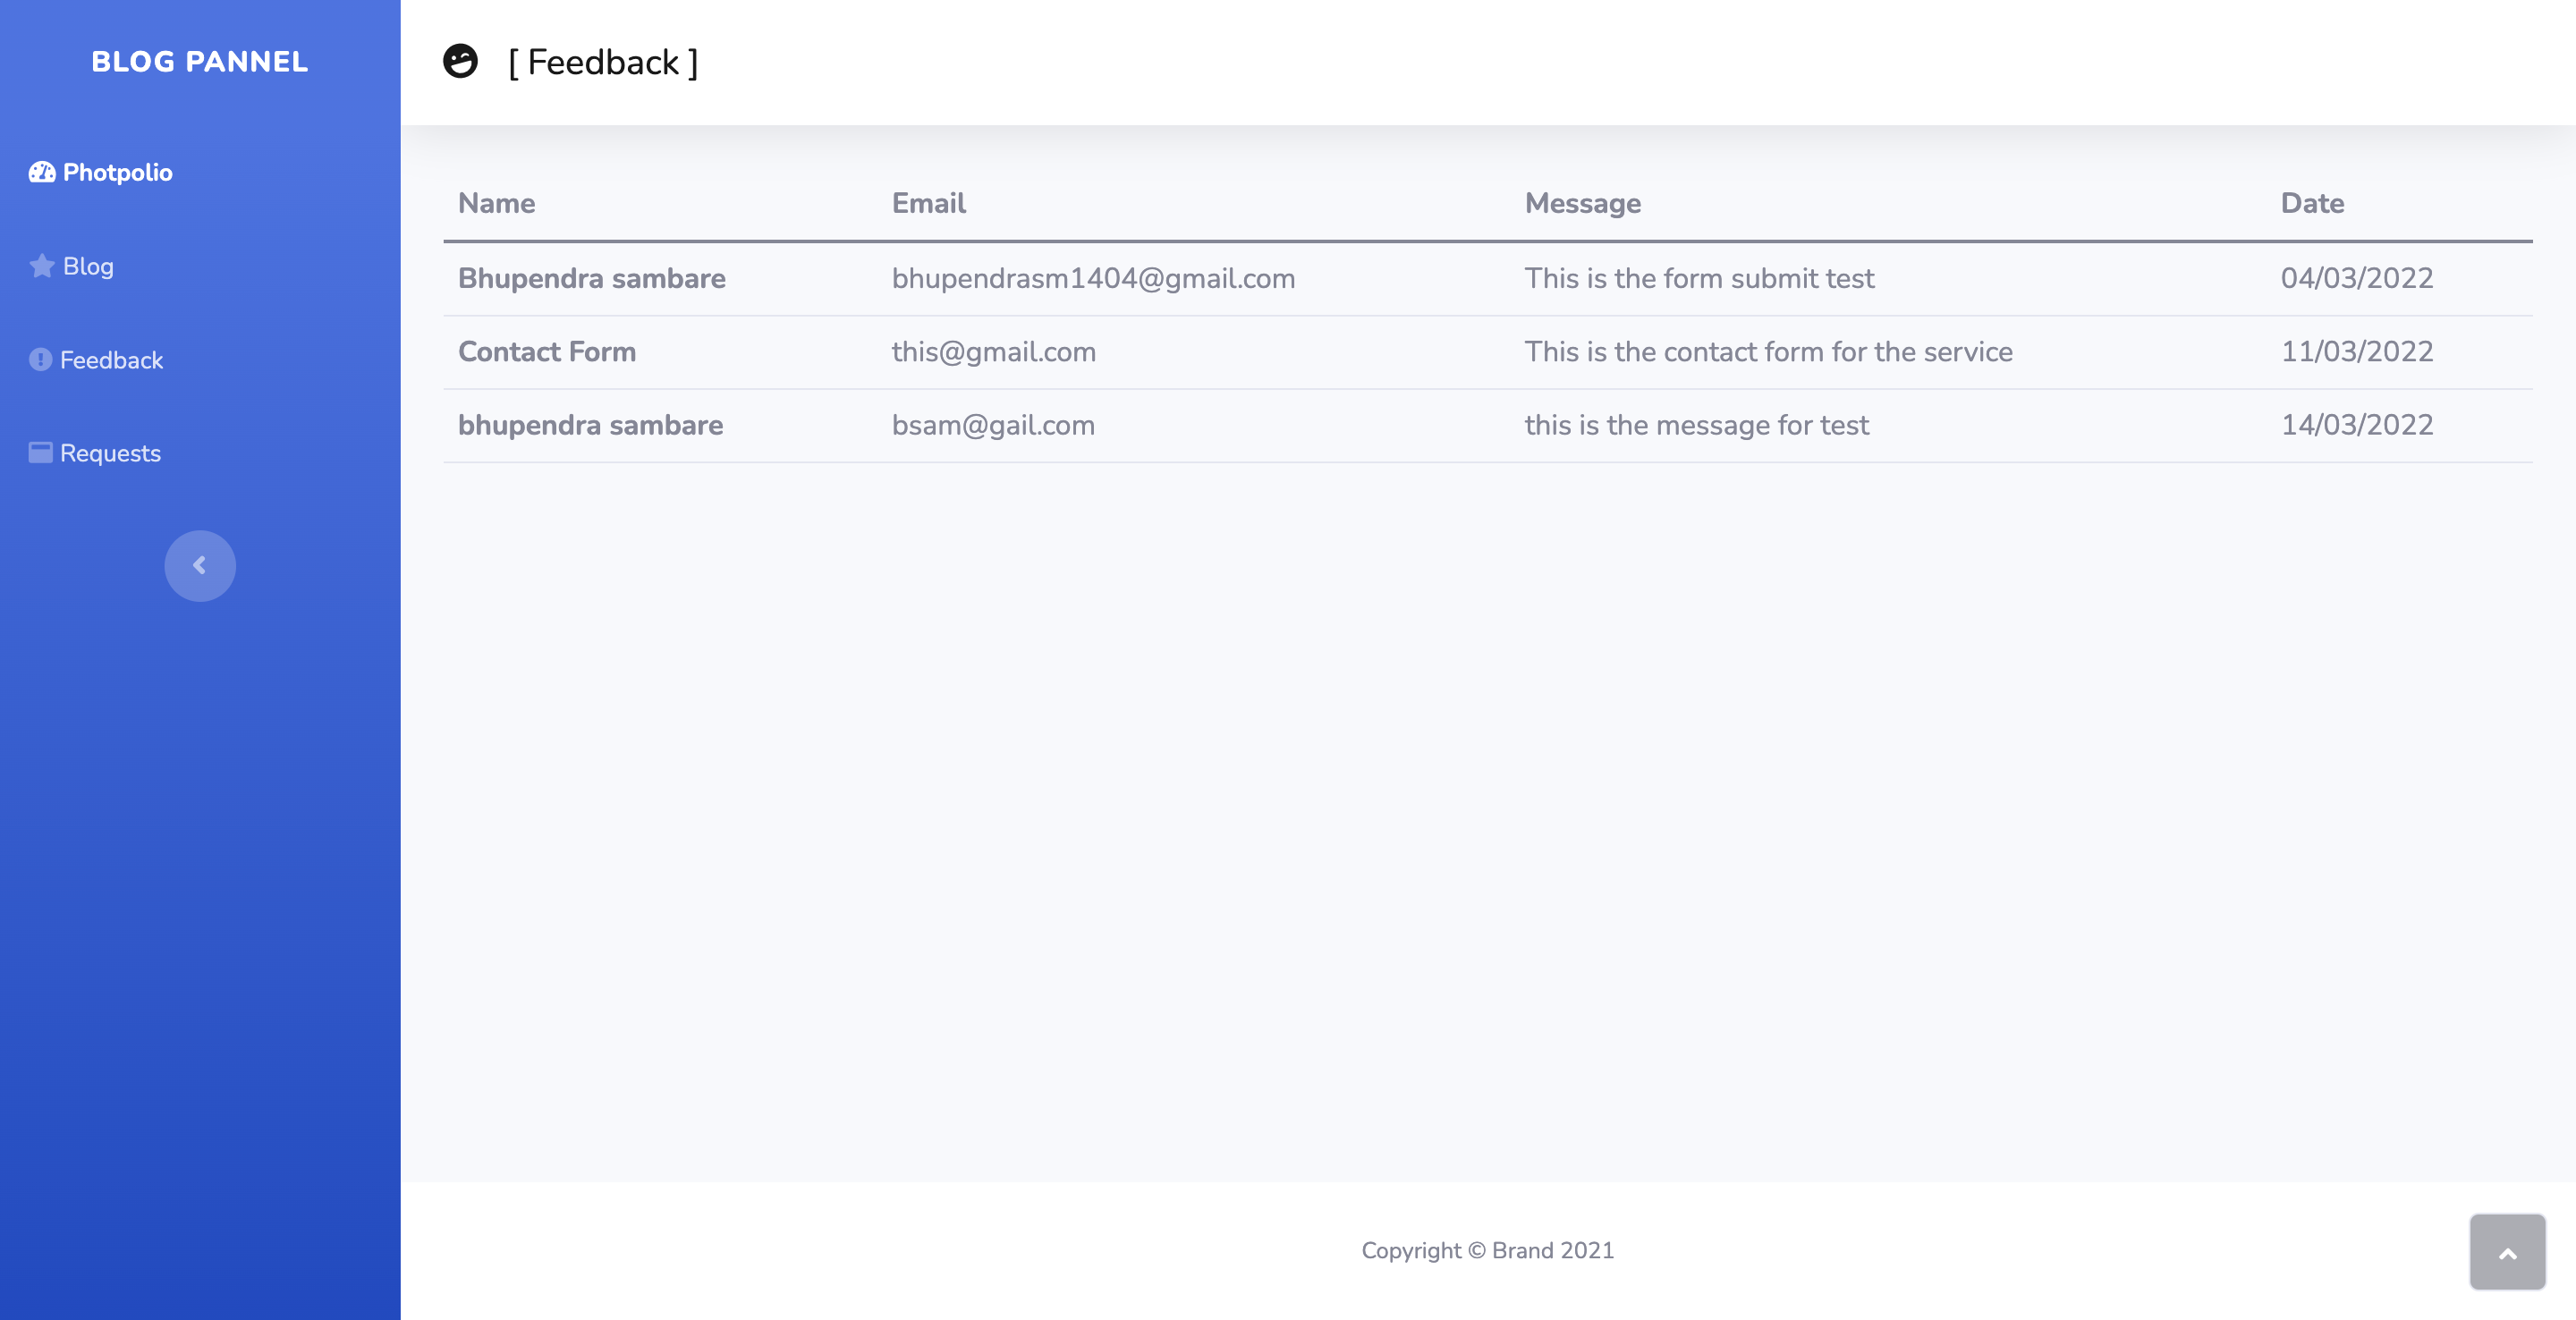 BLOG PANNEL
Photpolio
Blog
Feedback
Requests
[ Feedback ]
Name Email Message Date
Bhupendra sambare bhupendrasm1404@gmail.com This is the form submit test 04/03/2022
Contact Form this@gmail.com This is the contact form for the service 11/03/2022
bhupendra sambare bsam@gail.com this is the message for test 14/03/2022
Copyright © Brand 2021